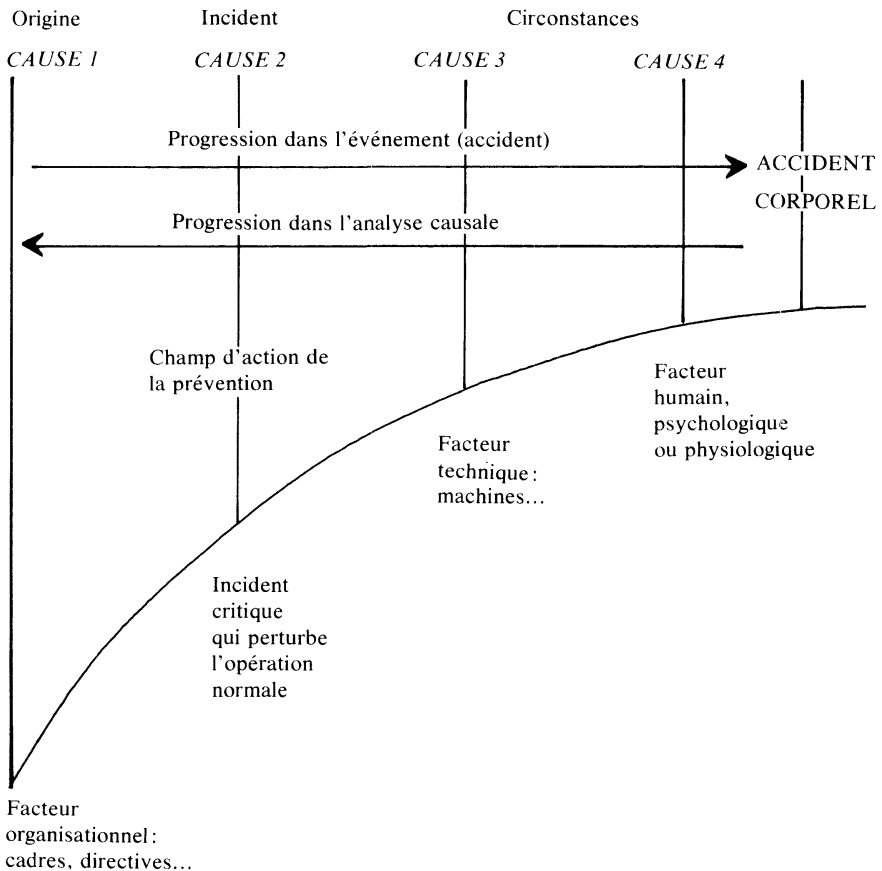 Origine
Incident
Circonstances
CAUSE 1
CAUSE 2
CAUSE 3
CAUSE 4
Progression dans l'événement (accident)
ACCIDENT
CORPOREL
Progression dans l'analyse causale
Champ d'action de
la prévention
Facteur
humain,
psychologique
ou physiologique
Facteur
technique :
machines...
Incident
critique
qui perturbe
l'opération
normale
Facteur
organisationnel :
cadres, directives...